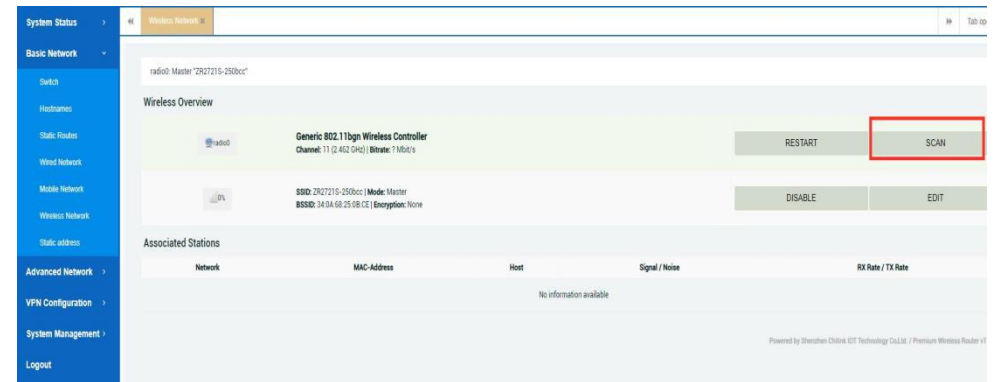 System Status
Wireless Network
Tab op
Basic Network
radio0: Master "ZR2721S-250bcc"
Switch
Wireless Overview
Hostnames
Static Routes
radio0
Generic 802.11bgn Wireless Controller
Channel: 11 (2.462 GHz) | Bitrate: ? Mbit/s
RESTART
SCAN
Wired Network
Mobile Network
0%
SSID: ZR2721S-250bcc | Mode: Master
BSSID: 34:0A:68:25:0B:CE | Encryption: None
DISABLE
EDIT
Wireless Network
Static address
Associated Stations
Network MAC-Address Host Signal / Noise RX Rate / TX Rate
Advanced Network
No information available
VPN Configuration
System Management
Powered by Shenzhen Chilink IOT Technology Co,Ltd. / Premium Wireless Router v1
Logout